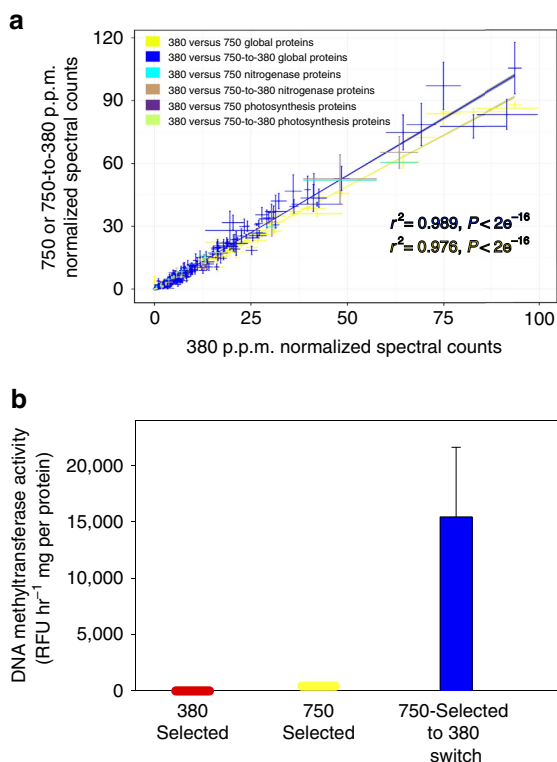 a
120
90
60
30
0
750 or 750-to-380 p.p.m.
normalized spectral counts
380 versus 750 global proteins
380 versus 750-to-380 global proteins
380 versus 750 nitrogenase proteins
380 versus 750-to-380 nitrogenase proteins
380 versus 750 photosynthesis proteins
380 versus 750-to-380 photosynthesis proteins
r² = 0.989, P < 2e⁻¹⁶
r² = 0.976, P < 2e⁻¹⁶
0 25 50 75 100
380 p.p.m. normalized spectral counts
b
DNA methyltransferase activity
(RFU hr⁻¹ mg per protein)
20,000
15,000
10,000
5,000
0
380
Selected
750
Selected
750-Selected
to 380
switch